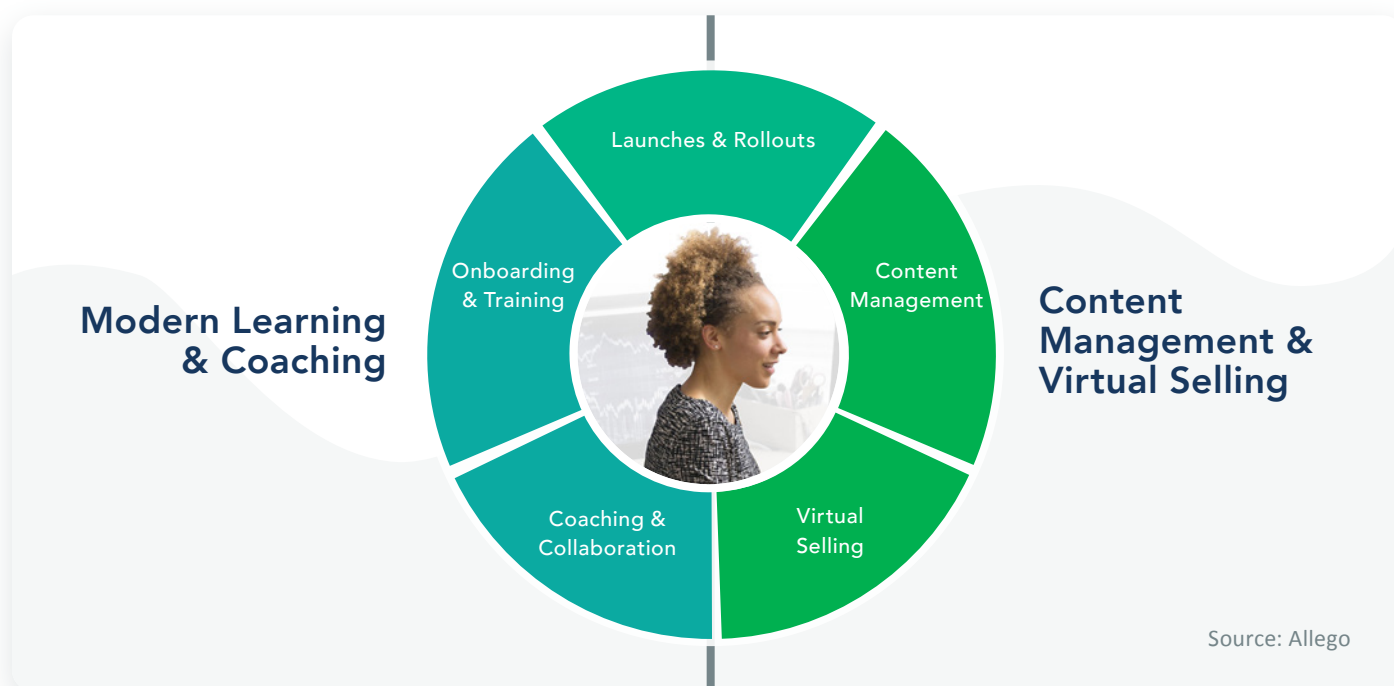 Launches & Rollouts
Onboarding
& Training
Content
Management
Modern Learning
& Coaching
Content
Management &
Virtual Selling
Coaching &
Collaboration
Virtual
Selling
Source: Allego